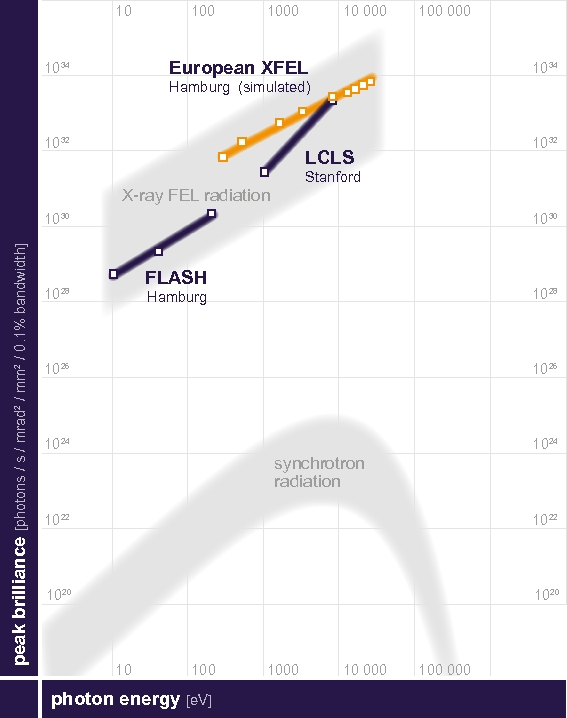 10 100 1000 10 000 100 000
10³⁴ 10³⁴
European XFEL
Hamburg (simulated)
10³² 10³²
LCLS
Stanford
X-ray FEL radiation
10³⁰ 10³⁰
FLASH
Hamburg
10²⁸ 10²⁸
10²⁶ 10²⁶
10²⁴ 10²⁴
synchrotron
radiation
10²² 10²²
10²⁰ 10²⁰
10 100 1000 10 000 100 000
peak brilliance [photons / s / mrad² / mm² / 0.1% bandwidth]
photon energy [eV]